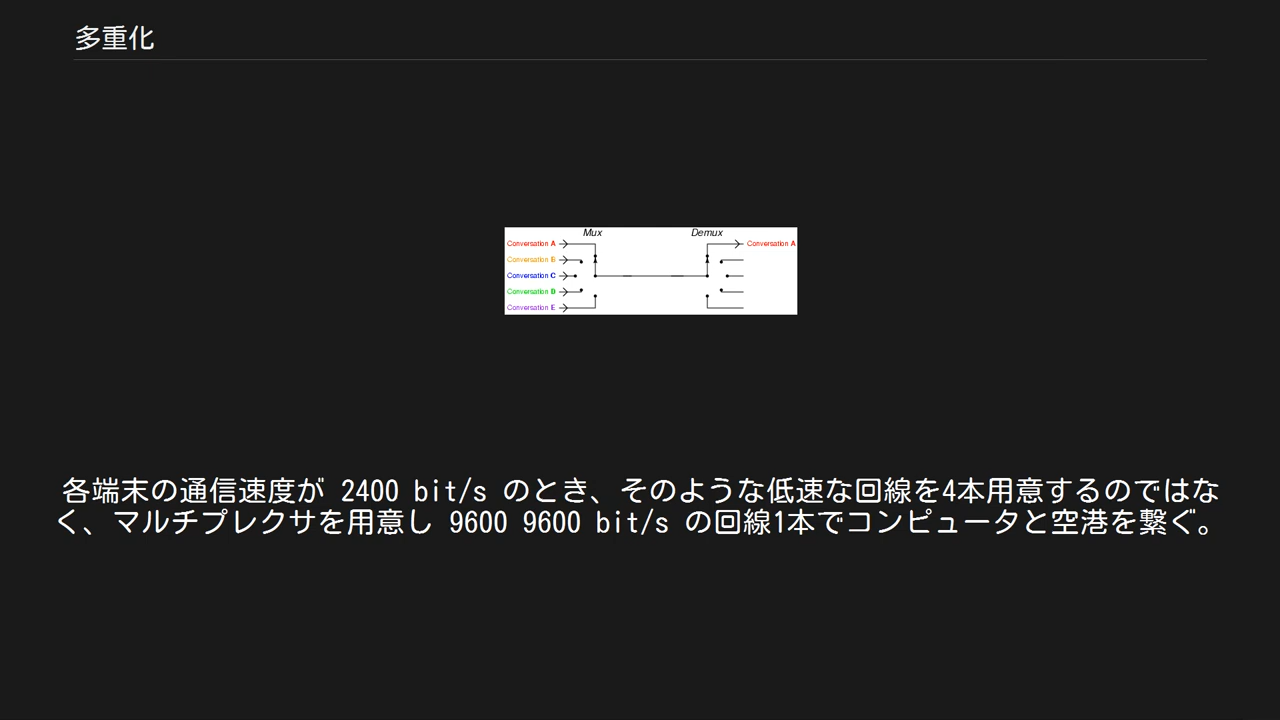 多重化
Mux Demux
Conversation A Conversation A
Conversation B
Conversation C
Conversation D
Conversation E
各端末の通信速度が 2400 bit/s のとき、そのような低速な回線を4本用意するのではな
く、マルチプレクサを用意し 9600 9600 bit/s の回線1本でコンピュータと空港を繋ぐ。